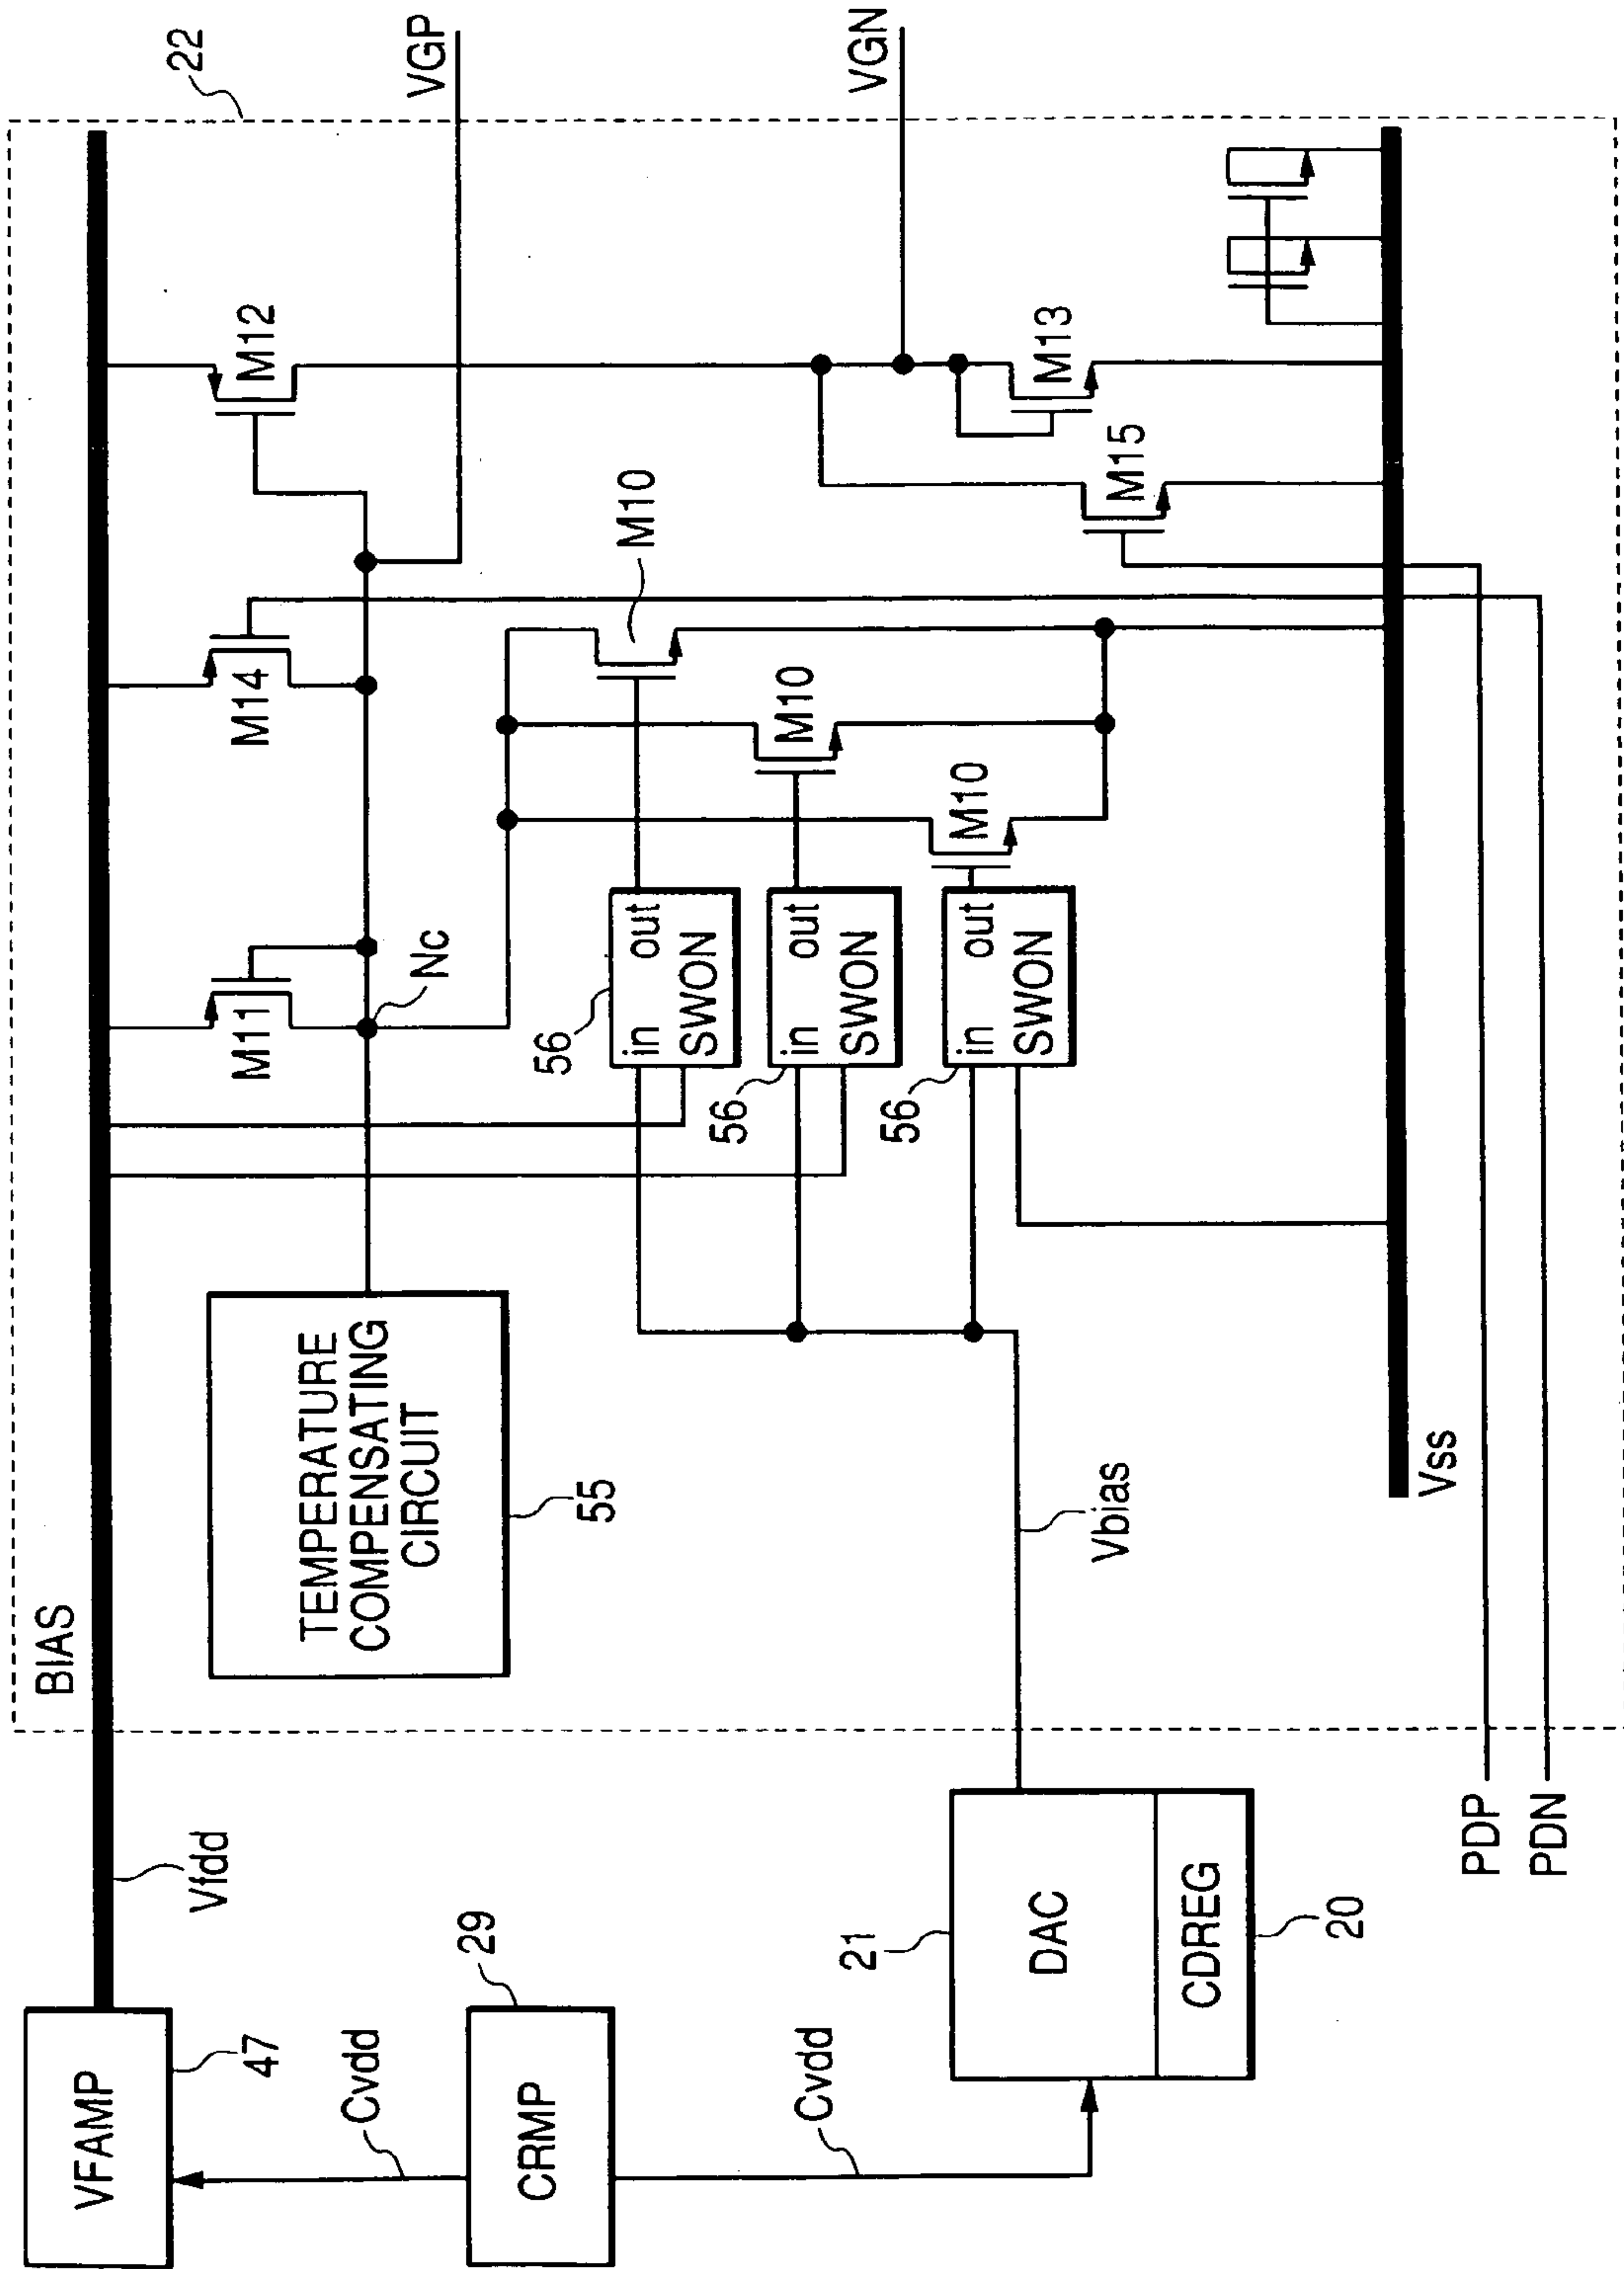 VFAMP
47
Vfdd
BIAS
22
Cvdd
CRMP
29
Cvdd
TEMPERATURE
COMPENSATING
CIRCUIT
55
M11
Nc
M14
M12
VGP
56
in out
SWON
M10
56
in out
SWON
M10
56
in out
SWON
M10
VGN
M13
M15
21
DAC
CDREG
20
Vbias
Vss
PDP
PDN